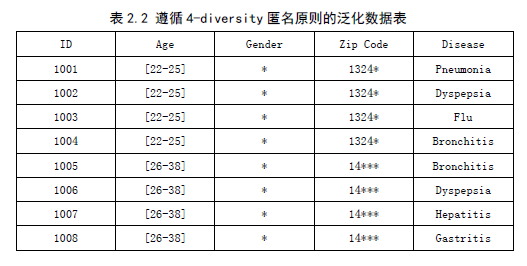 表 2.2 遵循 4-diversity 匿名原则的泛化数据表
ID Age Gender Zip Code Disease
1001 [22-25] * 1324* Pneumonia
1002 [22-25] * 1324* Dyspepsia
1003 [22-25] * 1324* Flu
1004 [22-25] * 1324* Bronchitis
1005 [26-38] * 14*** Bronchitis
1006 [26-38] * 14*** Dyspepsia
1007 [26-38] * 14*** Hepatitis
1008 [26-38] * 14*** Gastritis